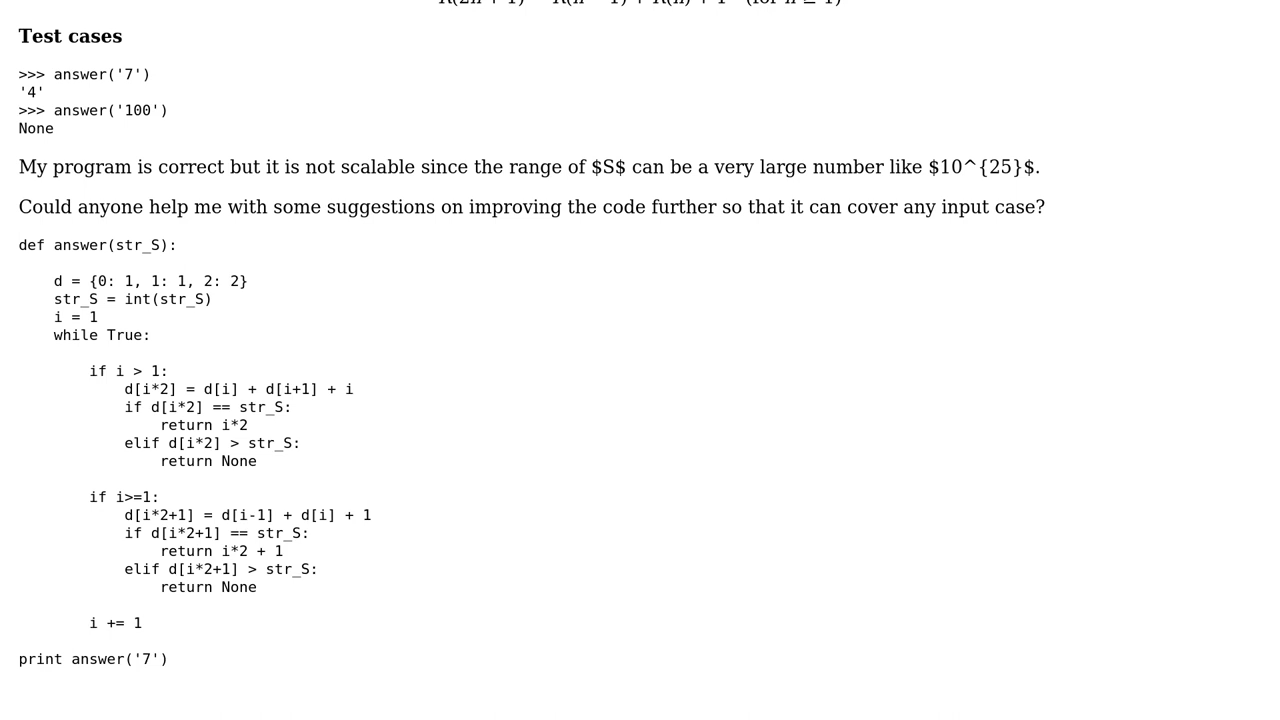 Test cases
>>> answer('7')
'4'
>>> answer('100')
None
My program is correct but it is not scalable since the range of $S$ can be a very large number like $10^{25}$.
Could anyone help me with some suggestions on improving the code further so that it can cover any input case?
def answer(str_S):
    d = {0: 1, 1: 1, 2: 2}
    str_S = int(str_S)
    i = 1
    while True:
        if i > 1:
            d[i*2] = d[i] + d[i+1] + i
            if d[i*2] == str_S:
                return i*2
            elif d[i*2] > str_S:
                return None
        if i>=1:
            d[i*2+1] = d[i-1] + d[i] + 1
            if d[i*2+1] == str_S:
                return i*2 + 1
            elif d[i*2+1] > str_S:
                return None
        i += 1
print answer('7')